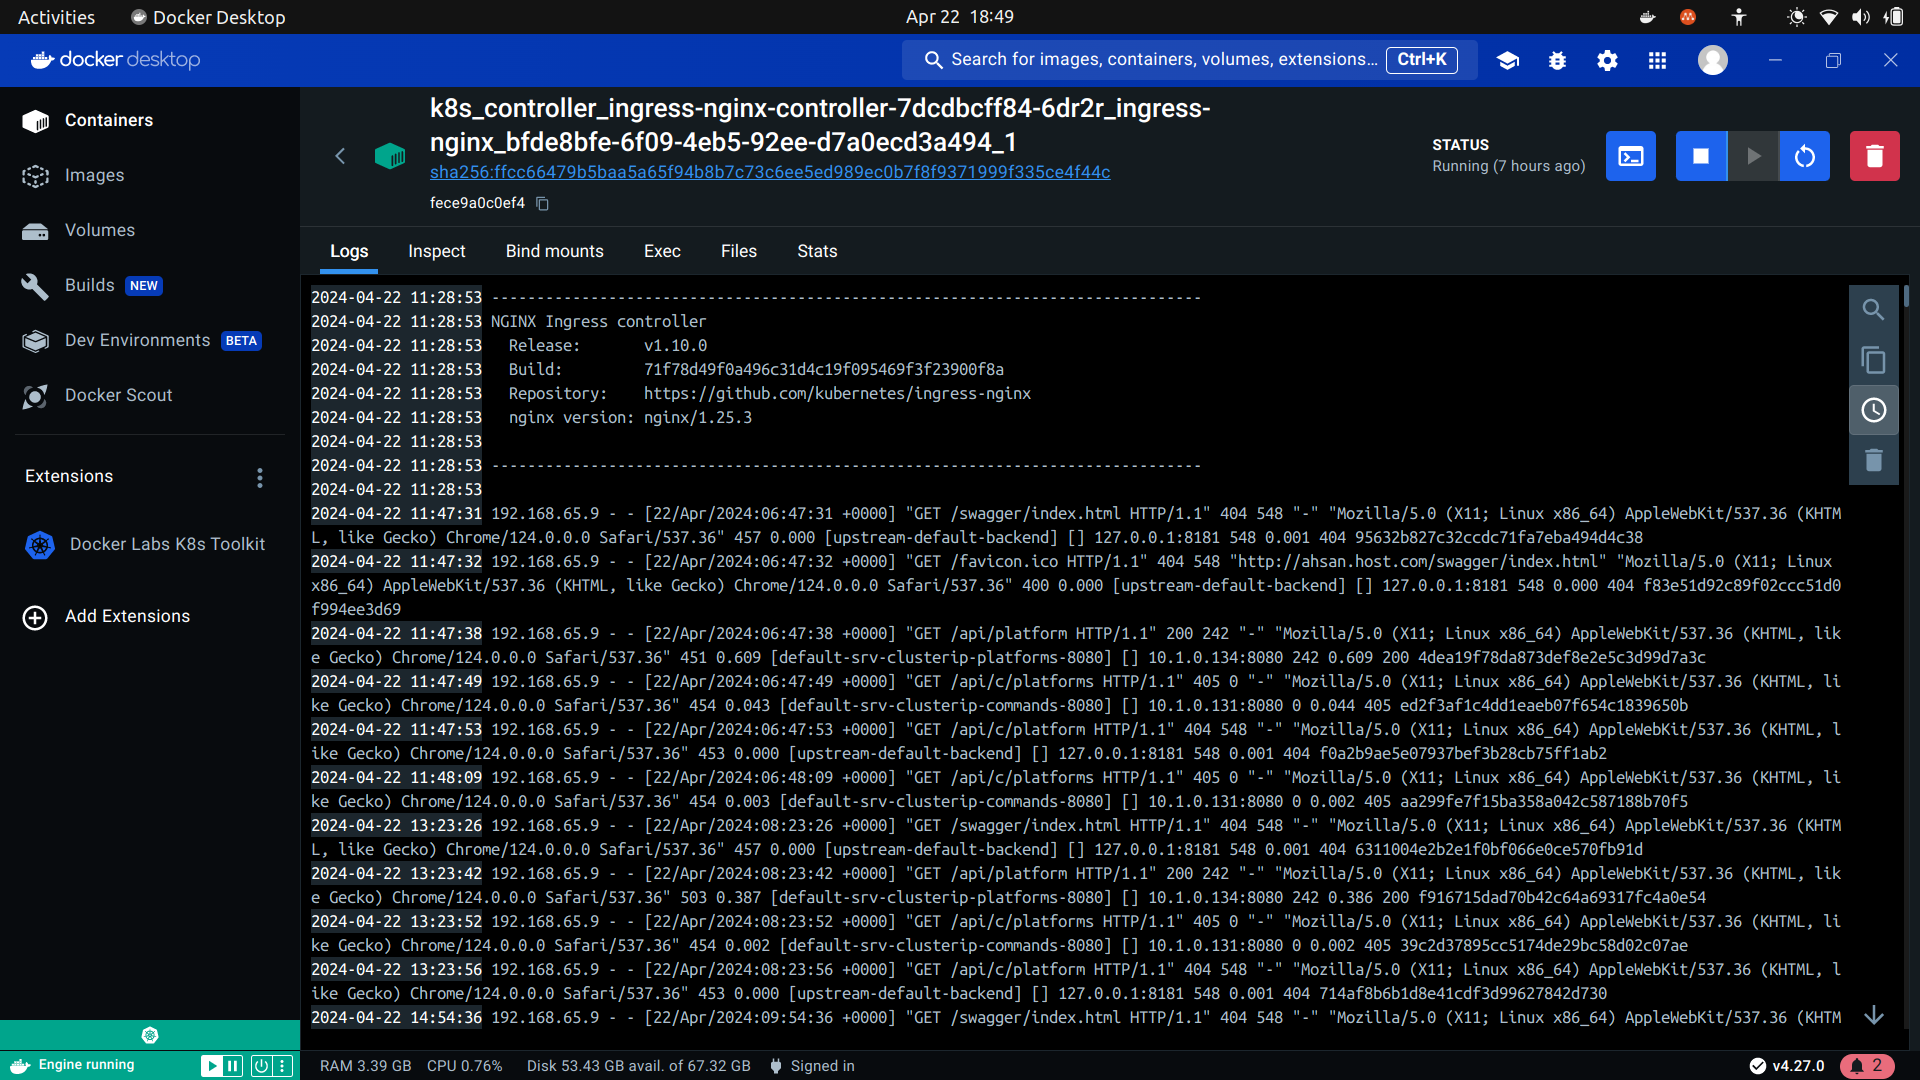 Activities
Docker Desktop
Apr 22 18:49
docker desktop
Search for images, containers, volumes, extensions...
Ctrl+K
Containers
Images
Volumes
Builds NEW
Dev Environments BETA
Docker Scout
Extensions
Docker Labs K8s Toolkit
Add Extensions
k8s_controller_ingress-nginx-controller-7dcdbcff84-6dr2r_ingress-
nginx_bfde8bfe-6f09-4eb5-92ee-d7a0ecd3a494_1
sha256:ffcc66479b5baa5a65f94b8b7c73c6ee5ed989ec0b7f8f9371999f335ce4f44c
fece9a0c0ef4
STATUS
Running (7 hours ago)
Logs Inspect Bind mounts Exec Files Stats
2024-04-22 11:28:53 -------------------------------------------------------------------------------
2024-04-22 11:28:53 NGINX Ingress controller
2024-04-22 11:28:53 Release: v1.10.0
2024-04-22 11:28:53 Build: 71f78d49f0a496c31d4c19f095469f3f23900f8a
2024-04-22 11:28:53 Repository: https://github.com/kubernetes/ingress-nginx
2024-04-22 11:28:53 nginx version: nginx/1.25.3
2024-04-22 11:28:53
2024-04-22 11:28:53 -------------------------------------------------------------------------------
2024-04-22 11:28:53
2024-04-22 11:47:31 192.168.65.9 - - [22/Apr/2024:06:47:31 +0000] "GET /swagger/index.html HTTP/1.1" 404 548 "-" "Mozilla/5.0 (X11; Linux x86_64) AppleWebKit/537.36 (KHTM
L, like Gecko) Chrome/124.0.0.0 Safari/537.36" 457 0.000 [upstream-default-backend] [] 127.0.0.1:8181 548 0.001 404 95632b827c32ccdc71fa7eba494d4c38
2024-04-22 11:47:32 192.168.65.9 - - [22/Apr/2024:06:47:32 +0000] "GET /favicon.ico HTTP/1.1" 404 548 "http://ahsan.host.com/swagger/index.html" "Mozilla/5.0 (X11; Linux
x86_64) AppleWebKit/537.36 (KHTML, like Gecko) Chrome/124.0.0.0 Safari/537.36" 400 0.000 [upstream-default-backend] [] 127.0.0.1:8181 548 0.000 404 f83e51d92c89f02ccc51d0
f994ee3d69
2024-04-22 11:47:38 192.168.65.9 - - [22/Apr/2024:06:47:38 +0000] "GET /api/platform HTTP/1.1" 200 242 "-" "Mozilla/5.0 (X11; Linux x86_64) AppleWebKit/537.36 (KHTML, lik
e Gecko) Chrome/124.0.0.0 Safari/537.36" 451 0.609 [default-srv-clusterip-platforms-8080] [] 10.1.0.134:8080 242 0.609 200 4dea19f78da873def8e2e5c3d99d7a3c
2024-04-22 11:47:49 192.168.65.9 - - [22/Apr/2024:06:47:49 +0000] "GET /api/c/platforms HTTP/1.1" 405 0 "-" "Mozilla/5.0 (X11; Linux x86_64) AppleWebKit/537.36 (KHTML, li
ke Gecko) Chrome/124.0.0.0 Safari/537.36" 454 0.043 [default-srv-clusterip-commands-8080] [] 10.1.0.131:8080 0 0.044 405 ed2f3af1c4dd1eaeb07f654c1839650b
2024-04-22 11:47:53 192.168.65.9 - - [22/Apr/2024:06:47:53 +0000] "GET /api/c/platform HTTP/1.1" 404 548 "-" "Mozilla/5.0 (X11; Linux x86_64) AppleWebKit/537.36 (KHTML, l
ike Gecko) Chrome/124.0.0.0 Safari/537.36" 453 0.000 [upstream-default-backend] [] 127.0.0.1:8181 548 0.001 404 f0a2b9ae5e07937bef3b28cb75ff1ab2
2024-04-22 11:48:09 192.168.65.9 - - [22/Apr/2024:06:48:09 +0000] "GET /api/c/platforms HTTP/1.1" 405 0 "-" "Mozilla/5.0 (X11; Linux x86_64) AppleWebKit/537.36 (KHTML, li
ke Gecko) Chrome/124.0.0.0 Safari/537.36" 454 0.003 [default-srv-clusterip-commands-8080] [] 10.1.0.131:8080 0 0.002 405 aa299fe7f15ba358a042c587188b70f5
2024-04-22 13:23:26 192.168.65.9 - - [22/Apr/2024:08:23:26 +0000] "GET /swagger/index.html HTTP/1.1" 404 548 "-" "Mozilla/5.0 (X11; Linux x86_64) AppleWebKit/537.36 (KHTM
L, like Gecko) Chrome/124.0.0.0 Safari/537.36" 457 0.000 [upstream-default-backend] [] 127.0.0.1:8181 548 0.001 404 6311004e2b2e1f0bf066e0ce570fb91d
2024-04-22 13:23:42 192.168.65.9 - - [22/Apr/2024:08:23:42 +0000] "GET /api/platform HTTP/1.1" 200 242 "-" "Mozilla/5.0 (X11; Linux x86_64) AppleWebKit/537.36 (KHTML, lik
e Gecko) Chrome/124.0.0.0 Safari/537.36" 503 0.387 [default-srv-clusterip-platforms-8080] [] 10.1.0.134:8080 242 0.386 200 f916715dad70b42c64a69317fc4a0e54
2024-04-22 13:23:52 192.168.65.9 - - [22/Apr/2024:08:23:52 +0000] "GET /api/c/platforms HTTP/1.1" 405 0 "-" "Mozilla/5.0 (X11; Linux x86_64) AppleWebKit/537.36 (KHTML, li
ke Gecko) Chrome/124.0.0.0 Safari/537.36" 454 0.002 [default-srv-clusterip-commands-8080] [] 10.1.0.131:8080 0 0.002 405 39c2d37895cc5174de29bc58d02c07ae
2024-04-22 13:23:56 192.168.65.9 - - [22/Apr/2024:08:23:56 +0000] "GET /api/c/platform HTTP/1.1" 404 548 "-" "Mozilla/5.0 (X11; Linux x86_64) AppleWebKit/537.36 (KHTML, l
ike Gecko) Chrome/124.0.0.0 Safari/537.36" 453 0.000 [upstream-default-backend] [] 127.0.0.1:8181 548 0.001 404 714af8b6b1d8e41cdf3d99627842d730
2024-04-22 14:54:36 192.168.65.9 - - [22/Apr/2024:09:54:36 +0000] "GET /swagger/index.html HTTP/1.1" 404 548 "-" "Mozilla/5.0 (X11; Linux x86_64) AppleWebKit/537.36 (KHTM
Engine running
RAM 3.39 GB CPU 0.76% Disk 53.43 GB avail. of 67.32 GB Signed in
v4.27.0
2